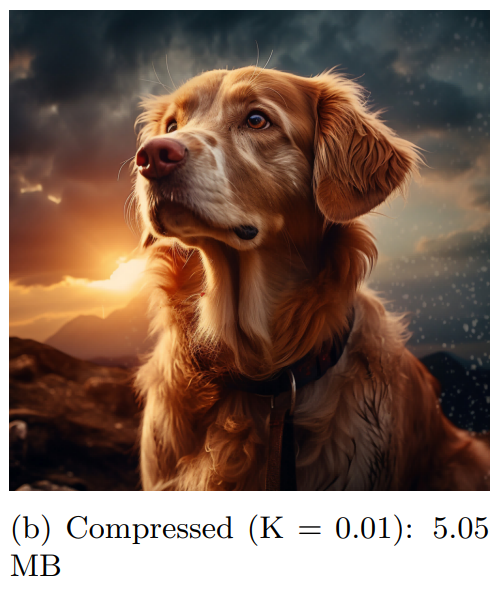 (b) Compressed (K = 0.01): 5.05
MB